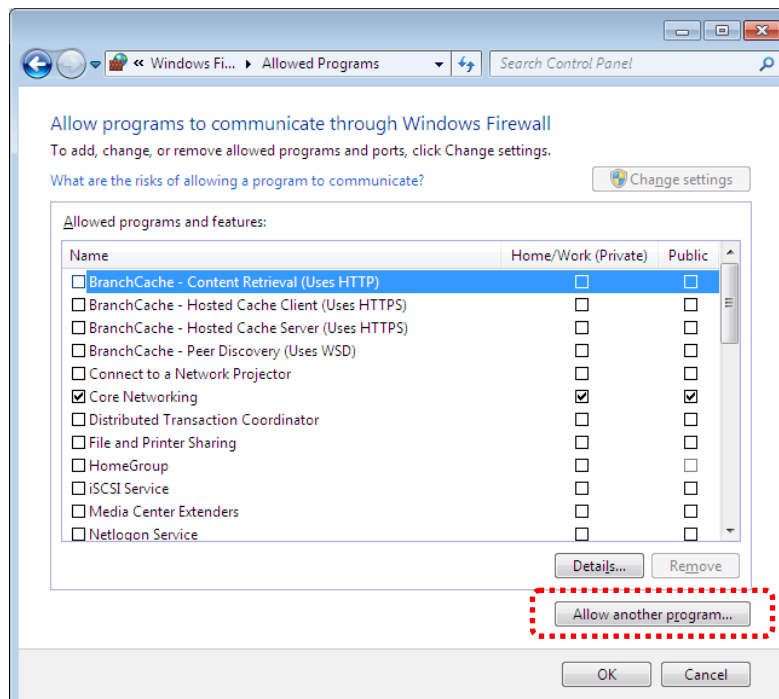 « Windows Fi... ▸ Allowed Programs Search Control Panel
Allow programs to communicate through Windows Firewall
To add, change, or remove allowed programs and ports, click Change settings.
What are the risks of allowing a program to communicate? Change settings
Allowed programs and features:
Name Home/Work (Private) Public
BranchCache - Content Retrieval (Uses HTTP)
BranchCache - Hosted Cache Client (Uses HTTPS)
BranchCache - Hosted Cache Server (Uses HTTPS)
BranchCache - Peer Discovery (Uses WSD)
Connect to a Network Projector
Core Networking
Distributed Transaction Coordinator
File and Printer Sharing
HomeGroup
iSCSI Service
Media Center Extenders
Netlogon Service
Details... Remove
Allow another program...
OK Cancel